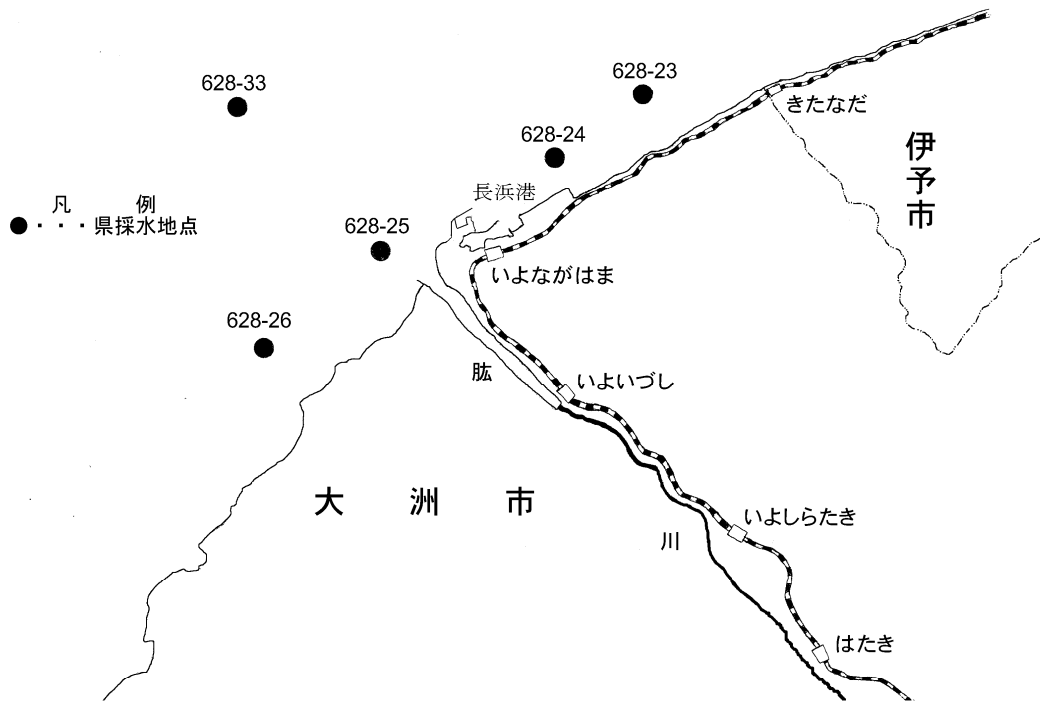 628-33
628-23
きたなだ
628-24
伊予市
長浜港
凡 例
●・・・県採水地点
628-25
いよながはま
628-26
肱
いよいづし
大 洲 市
いよしらたき
川
はたき